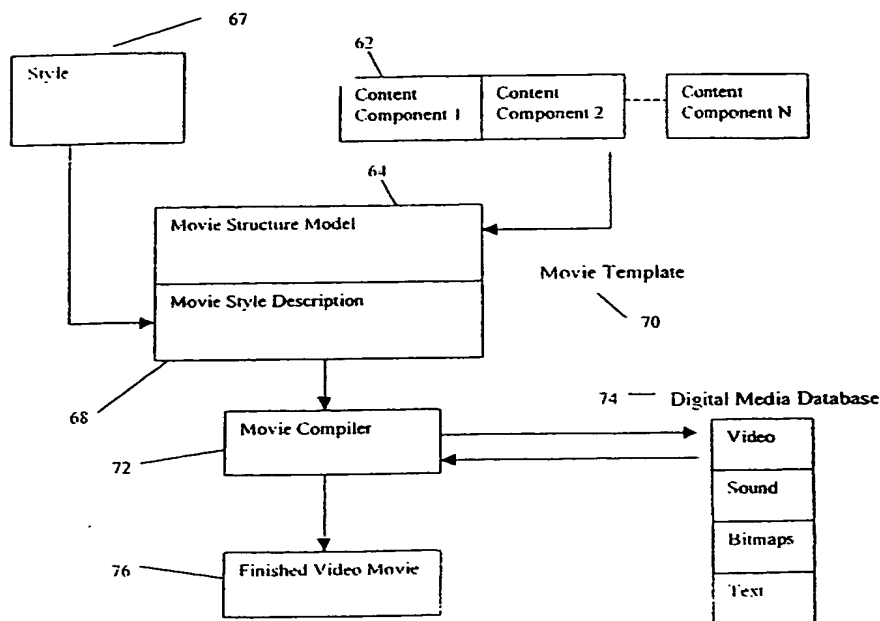 67
Style
62
Content
Component 1
Content
Component 2
Content
Component N
64
Movie Structure Model
Movie Template
70
Movie Style Description
68
74
Digital Media Database
Movie Compiler
72
Video
Sound
Bitmaps
Text
76
Finished Video Movie